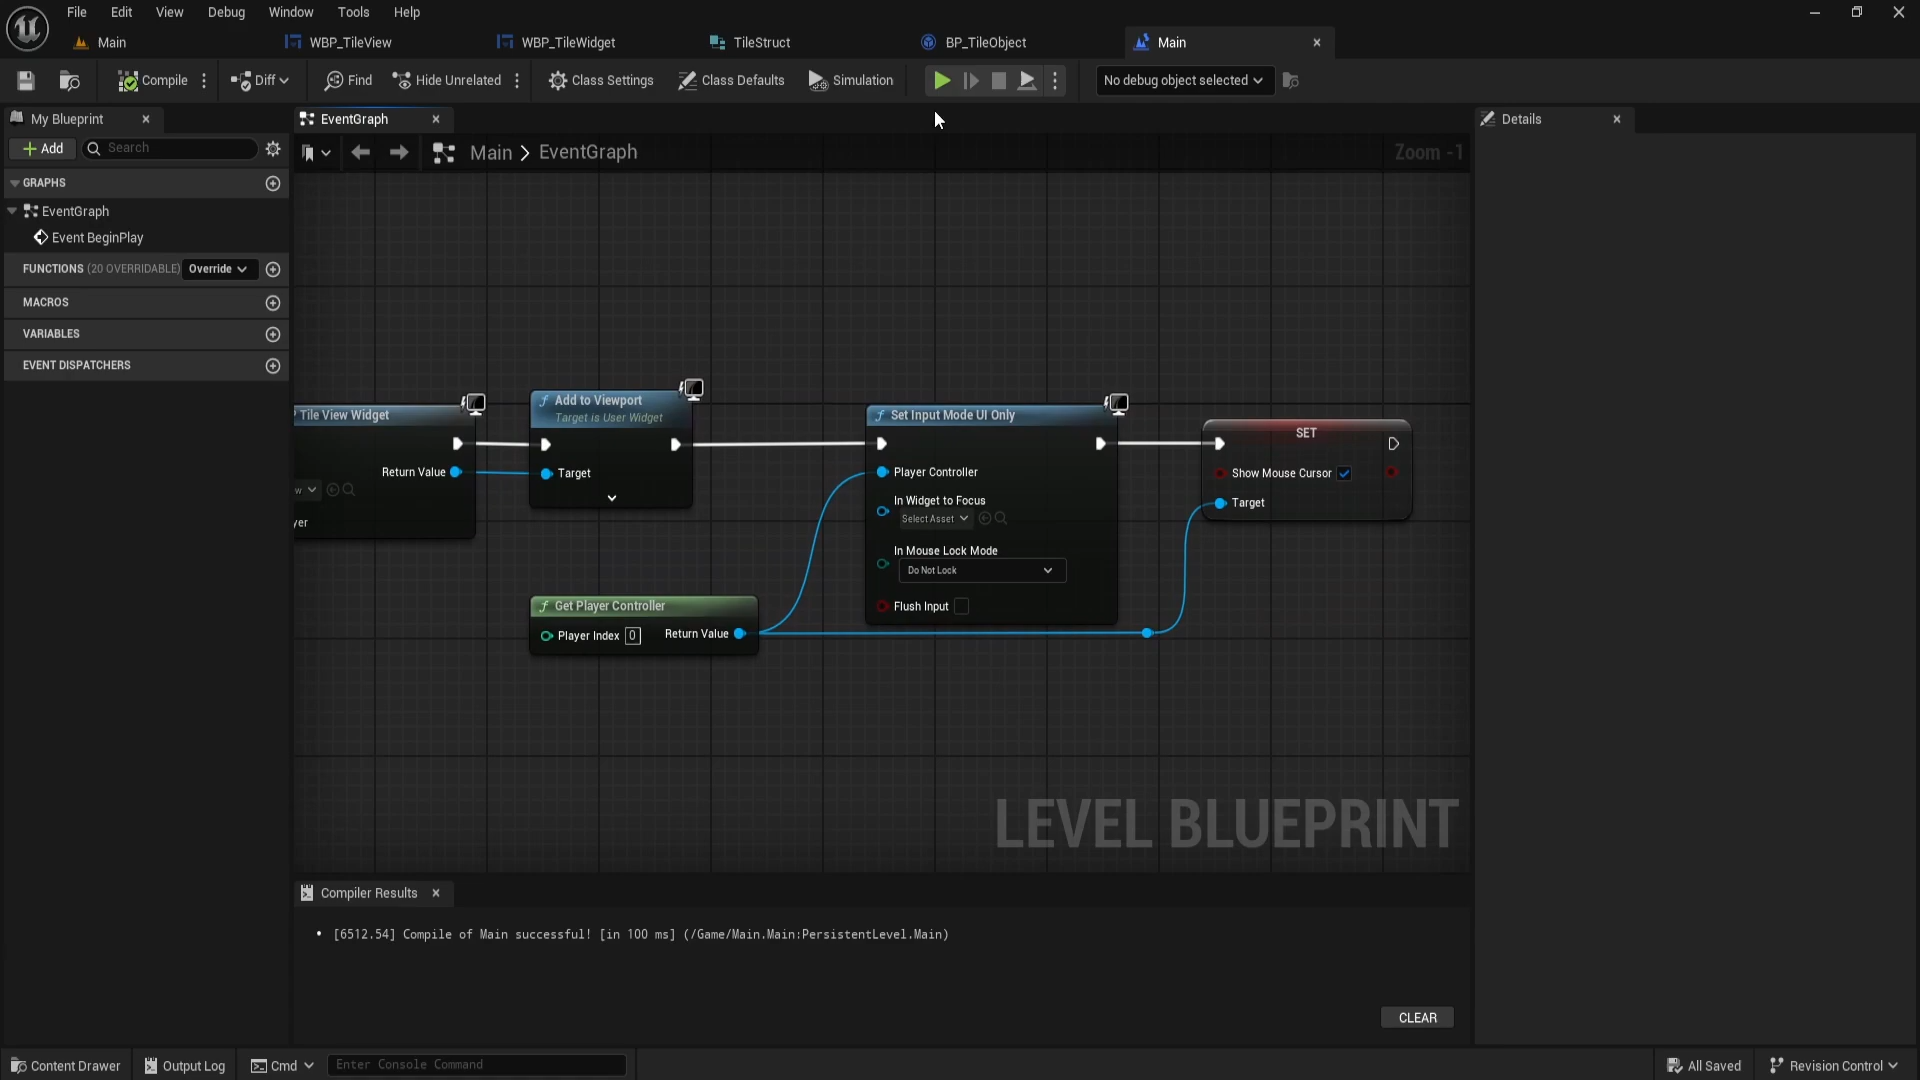 File Edit View Debug Window Tools Help
Main WBP_TileView WBP_TileWidget TileStruct BP_TileObject Main
Compile Diff Find Hide Unrelated Class Settings Class Defaults Simulation No debug object selected
My Blueprint EventGraph Details
Add Search Main > EventGraph Zoom -1
GRAPHS
EventGraph
Event BeginPlay
FUNCTIONS (20 OVERRIDABLE) Override
MACROS
VARIABLES
EVENT DISPATCHERS
Tile View Widget
Return Value
w
yer
Add to Viewport
Target is User Widget
Target
Get Player Controller
Player Index 0 Return Value
Set Input Mode UI Only
Player Controller
In Widget to Focus
Select Asset
In Mouse Lock Mode
Do Not Lock
Flush Input
SET
Show Mouse Cursor
Target
LEVEL BLUEPRINT
Compiler Results
• [6512.54] Compile of Main successful! [in 100 ms] (/Game/Main.Main:PersistentLevel.Main)
CLEAR
Content Drawer Output Log Cmd Enter Console Command All Saved Revision Control